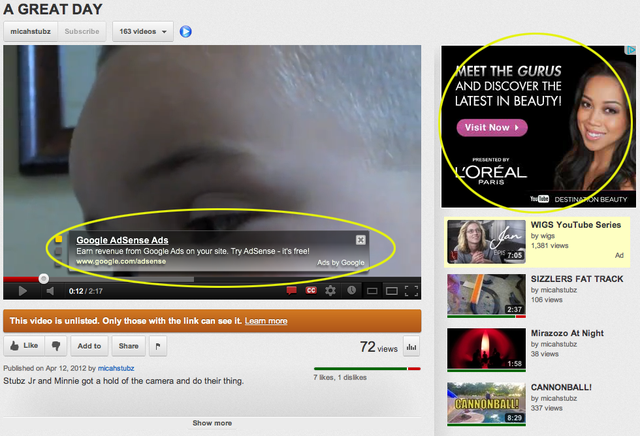 A GREAT DAY
micahstubz
Subscribe
163 videos
Google AdSense Ads
Earn revenue from Google Ads on your site. Try AdSense - it's free!
www.google.com/adsense
Ads by Google
0:12 / 2:17
CC
This video is unlisted. Only those with the link can see it. Learn more
Like
Add to
Share
72 views
Published on Apr 12, 2012 by micahstubz
7 likes, 1 dislikes
Stubz Jr and Minnie got a hold of the camera and do their thing.
Show more
MEET THE GURUS
AND DISCOVER THE
LATEST IN BEAUTY!
Visit Now
PRESENTED BY
L'ORÉAL
PARIS
YouTube DESTINATION BEAUTY
7:05
WIGS YouTube Series
by wigs
1,381 views
Ad
2:37
SIZZLERS FAT TRACK
by micahstubz
106 views
1:58
Mirazozo At Night
by micahstubz
38 views
CANNONBALL!
8:29
CANNONBALL!
by micahstubz
337 views